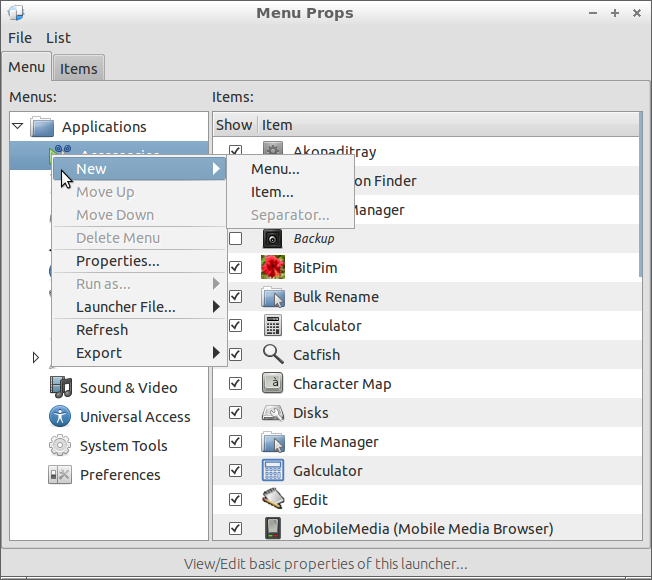 Menu Props
File List
Menu Items
Menus: Items:
Applications
Show Item
Akonaditray
on Finder
Manager
Backup
BitPim
Bulk Rename
Calculator
Catfish
Character Map
Disks
File Manager
Galculator
gEdit
gMobileMedia (Mobile Media Browser)
New
Move Up
Move Down
Delete Menu
Properties...
Run as...
Launcher File...
Refresh
Export
Menu...
Item...
Separator...
Sound & Video
Universal Access
System Tools
Preferences
View/Edit basic properties of this launcher...